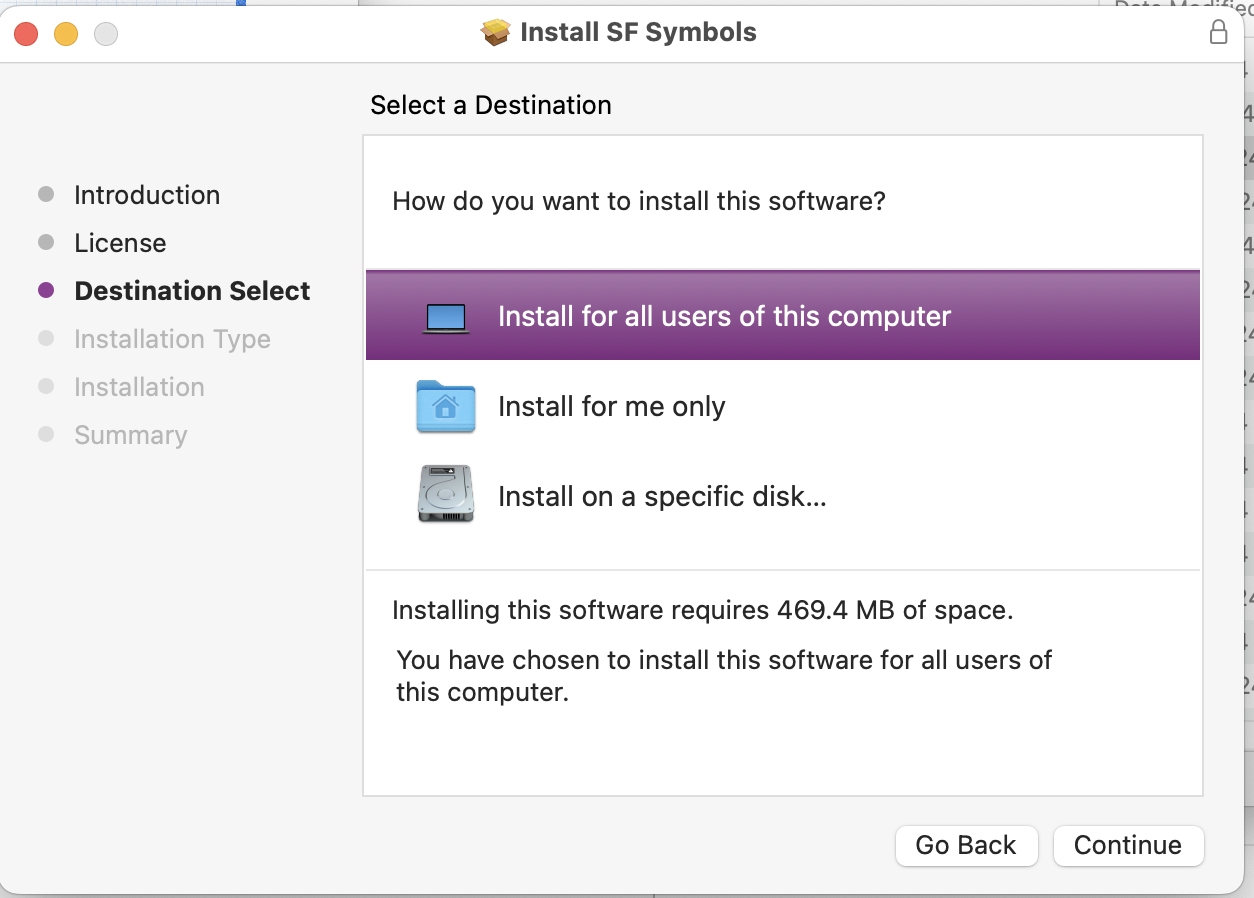 Install SF Symbols
Select a Destination
Introduction
License
Destination Select
Installation Type
Installation
Summary
How do you want to install this software?
Install for all users of this computer
Install for me only
Install on a specific disk...
Installing this software requires 469.4 MB of space.
You have chosen to install this software for all users of
this computer.
Go Back
Continue